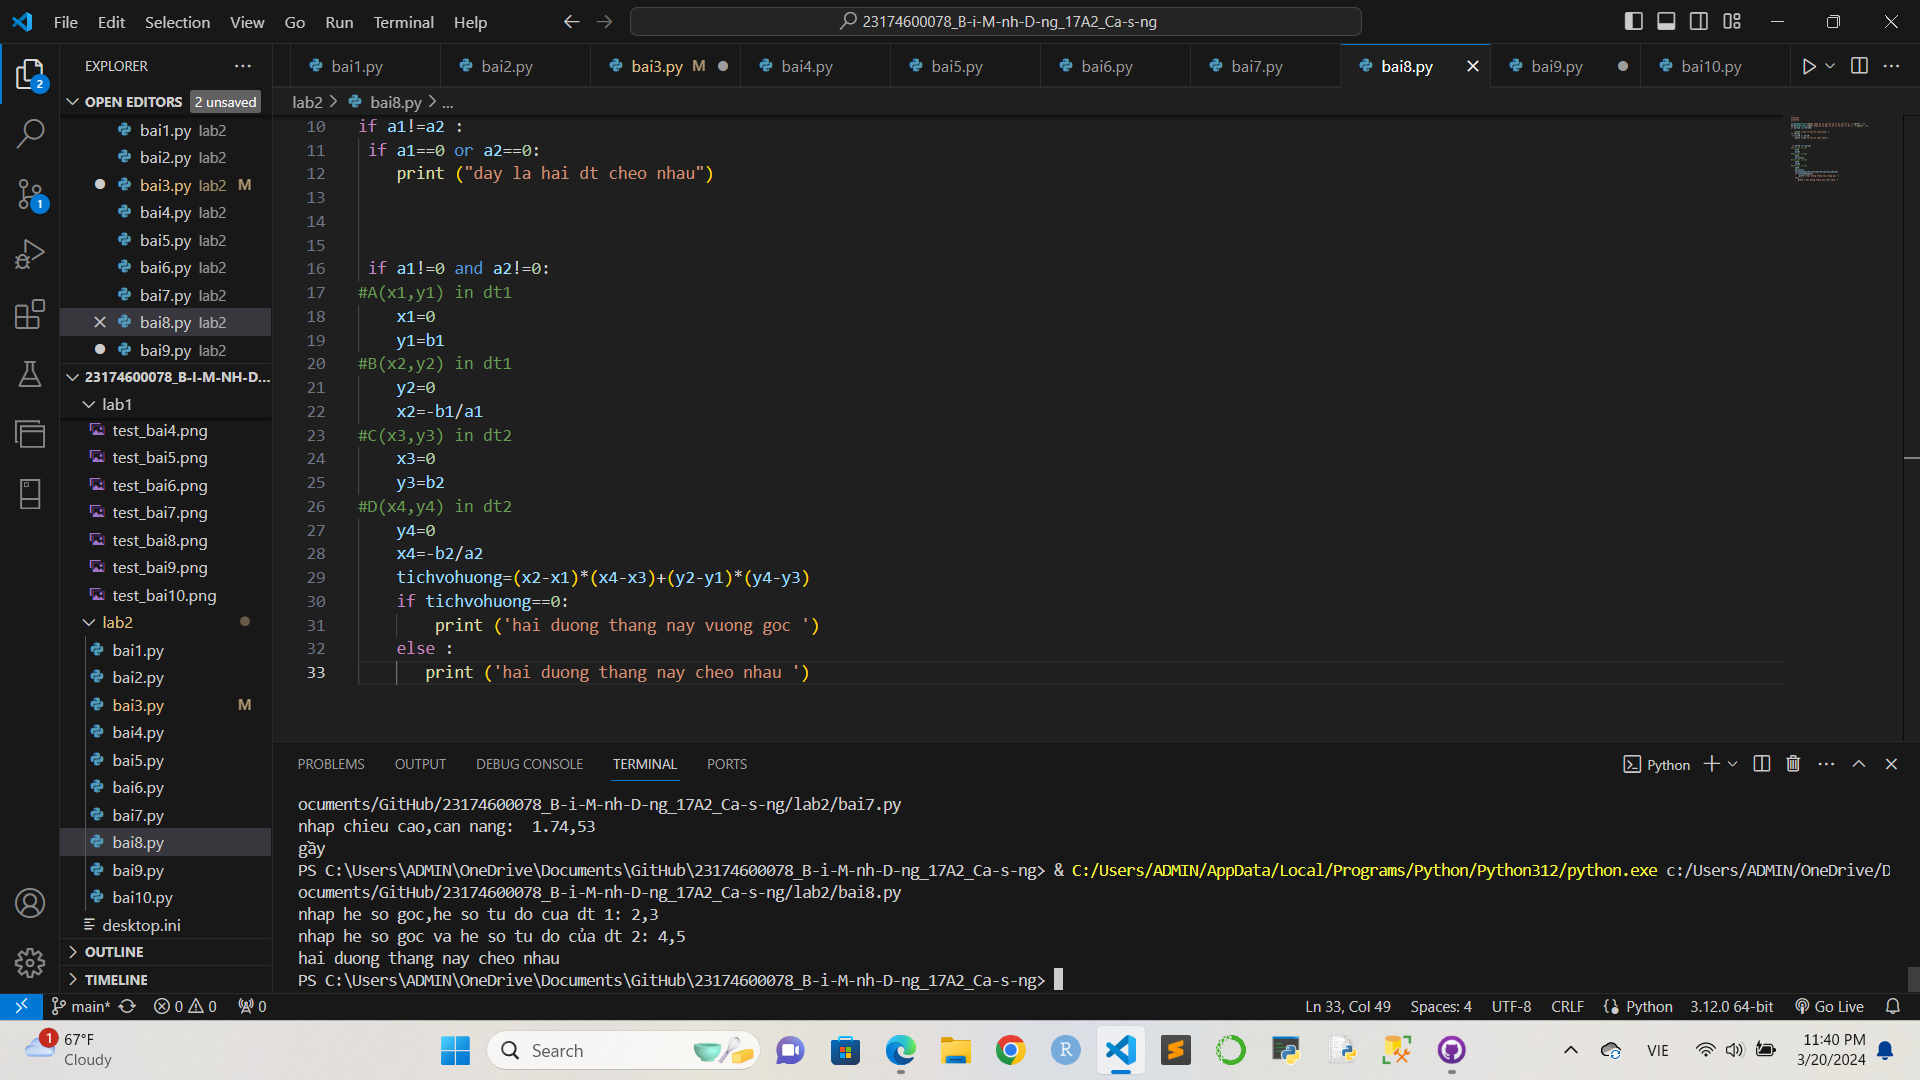 File Edit Selection View Go Run Terminal Help
23174600078_B-i-M-nh-D-ng_17A2_Ca-s-ng
EXPLORER
bai1.py bai2.py bai3.py M bai4.py bai5.py bai6.py bai7.py bai8.py bai9.py bai10.py
OPEN EDITORS 2 unsaved
bai1.py lab2
bai2.py lab2
bai3.py lab2 M
bai4.py lab2
bai5.py lab2
bai6.py lab2
bai7.py lab2
bai8.py lab2
bai9.py lab2
2
1
23174600078_B-I-M-NH-D...
lab1
test_bai4.png
test_bai5.png
test_bai6.png
test_bai7.png
test_bai8.png
test_bai9.png
test_bai10.png
lab2
bai1.py
bai2.py
bai3.py M
bai4.py
bai5.py
bai6.py
bai7.py
bai8.py
bai9.py
bai10.py
desktop.ini
OUTLINE
TIMELINE
lab2 > bai8.py > ...
10 if a1!=a2 :
11 if a1==0 or a2==0:
12 print ("day la hai dt cheo nhau")
13
14
15
16 if a1!=0 and a2!=0:
17 #A(x1,y1) in dt1
18 x1=0
19 y1=b1
20 #B(x2,y2) in dt1
21 y2=0
22 x2=-b1/a1
23 #C(x3,y3) in dt2
24 x3=0
25 y3=b2
26 #D(x4,y4) in dt2
27 y4=0
28 x4=-b2/a2
29 tichvohuong=(x2-x1)*(x4-x3)+(y2-y1)*(y4-y3)
30 if tichvohuong==0:
31 print ('hai duong thang nay vuong goc ')
32 else :
33 print ('hai duong thang nay cheo nhau ')
PROBLEMS OUTPUT DEBUG CONSOLE TERMINAL PORTS
Python
ocuments/GitHub/23174600078_B-i-M-nh-D-ng_17A2_Ca-s-ng/lab2/bai7.py
nhap chieu cao,can nang:  1.74,53
gầy
PS C:\Users\ADMIN\OneDrive\Documents\GitHub\23174600078_B-i-M-nh-D-ng_17A2_Ca-s-ng> & C:/Users/ADMIN/AppData/Local/Programs/Python/Python312/python.exe c:/Users/ADMIN/OneDrive/D
ocuments/GitHub/23174600078_B-i-M-nh-D-ng_17A2_Ca-s-ng/lab2/bai8.py
nhap he so goc,he so tu do cua dt 1: 2,3
nhap he so goc va he so tu do của dt 2: 4,5
hai duong thang nay cheo nhau
PS C:\Users\ADMIN\OneDrive\Documents\GitHub\23174600078_B-i-M-nh-D-ng_17A2_Ca-s-ng>
main* 0 0 0
Ln 33, Col 49 Spaces: 4 UTF-8 CRLF Python 3.12.0 64-bit Go Live
1
67°F
Cloudy
Search
R
VIE
11:40 PM
3/20/2024